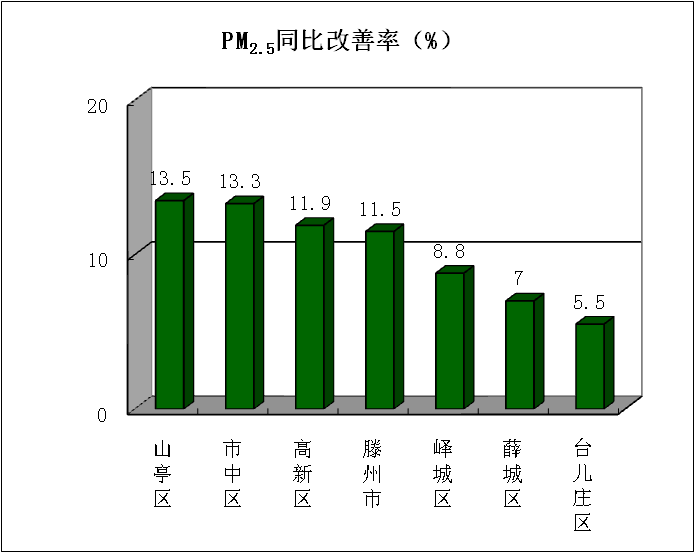 PM2.5同比改善率（%）
20
10
0
13.5
13.3
11.9
11.5
8.8
7
5.5
山亭区
市中区
高新区
滕州市
峄城区
薛城区
台儿庄区